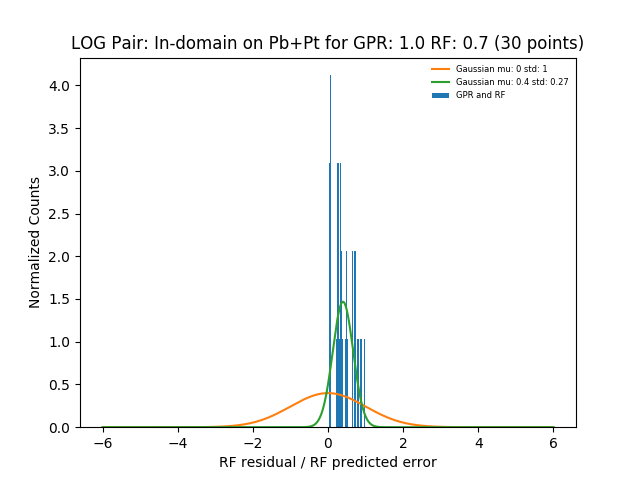 LOG Pair: In-domain on Pb+Pt for GPR: 1.0 RF: 0.7 (30 points)
Gaussian mu: 0 std: 1
Gaussian mu: 0.4 std: 0.27
GPR and RF
Normalized Counts
4.0
3.5
3.0
2.5
2.0
1.5
1.0
0.5
0.0
−6 −4 −2 0 2 4 6
RF residual / RF predicted error